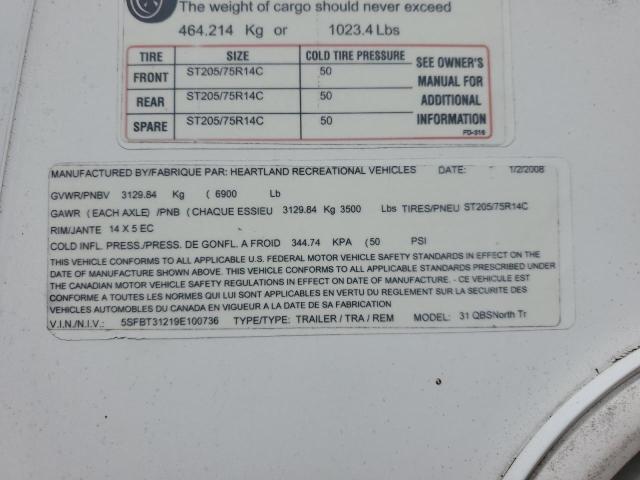 The weight of cargo should never exceed
464.214 Kg or 1023.4 Lbs
TIRE SIZE COLD TIRE PRESSURE SEE OWNER'S MANUAL FOR ADDITIONAL INFORMATION
FRONT ST205/75R14C 50
REAR ST205/75R14C 50
SPARE ST205/75R14C 50
FD-316
MANUFACTURED BY/FABRIQUE PAR: HEARTLAND RECREATIONAL VEHICLES DATE: 1/2/2008
GVWR/PNBV 3129.84 Kg ( 6900 Lb
GAWR (EACH AXLE) /PNB (CHAQUE ESSIEU 3129.84 Kg 3500 Lbs TIRES/PNEU ST205/75R14C
RIM/JANTE 14 X 5 EC
COLD INFL. PRESS./PRESS. DE GONFL. A FROID 344.74 KPA (50 PSI
THIS VEHICLE CONFORMS TO ALL APPLICABLE U.S. FEDERAL MOTOR VEHICLE SAFETY STANDARDS IN EFFECT ON THE
DATE OF MANUFACTURE SHOWN ABOVE. THIS VEHICLE CONFORMS TO ALL APPLICABLE STANDARDS PRESCRIBED UNDER
THE CANADIAN MOTOR VEHICLE SAFETY REGULATIONS IN EFFECT ON DATE OF MANUFACTURE. - CE VEHICULE EST
CONFORME A TOUTES LES NORMES QUI LUI SONT APPLICABLES EN VERTU DU REGLEMENT SUR LA SECURITE DES
VEHICLES AUTOMOBILES DU CANADA EN VIGUEUR A LA DATE DE SA FABRICATION
V.I.N./N.I.V.: 5SFBT31219E100736 TYPE/TYPE: TRAILER / TRA / REM MODEL: 31 QBSNorth Tr